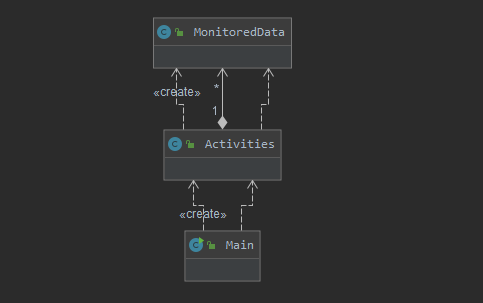 C MonitoredData
«create»
*
1
C Activities
«create»
C Main